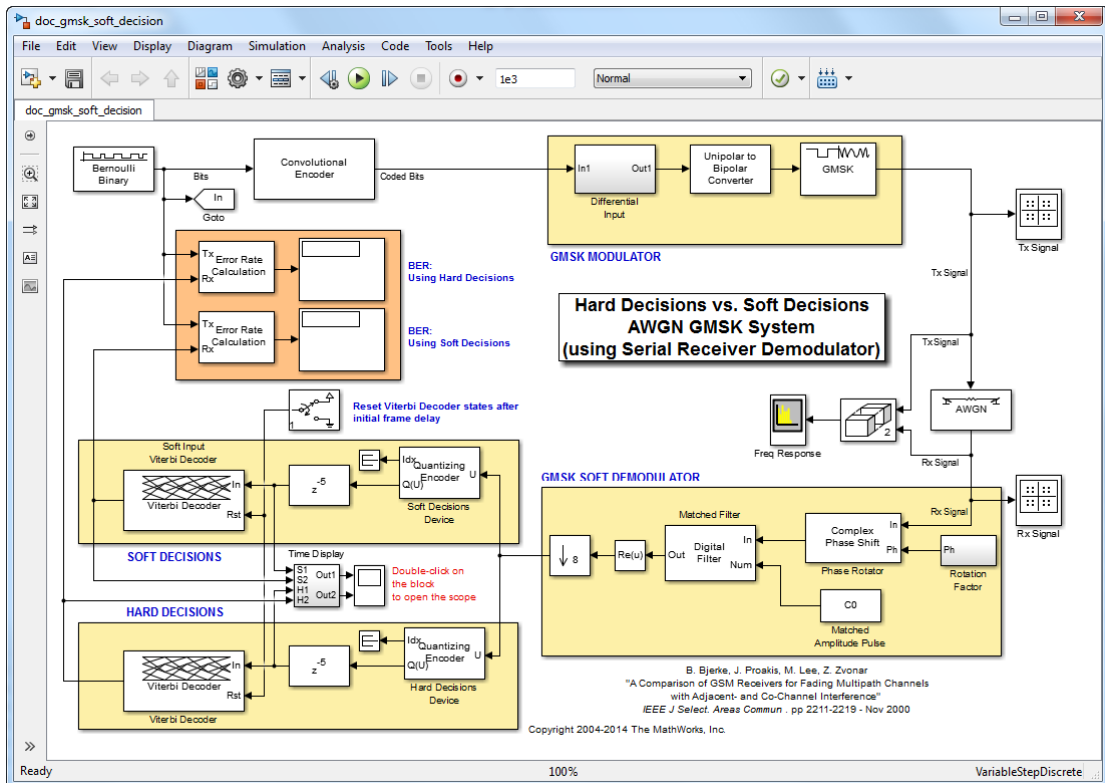 doc_gmsk_soft_decision
File Edit View Display Diagram Simulation Analysis Code Tools Help
1e3
Normal
doc_gmsk_soft_decision
Bernoulli
Binary
Bits
Convolutional
Encoder
Coded Bits
In
Goto
In1 Out1
Differential
Input
Unipolar to
Bipolar
Converter
GMSK
GMSK MODULATOR
Tx Signal
Tx Signal
Tx
Rx
Error Rate
Calculation
BER:
Using Hard Decisions
Tx
Rx
Error Rate
Calculation
BER:
Using Soft Decisions
Hard Decisions vs. Soft Decisions
AWGN GMSK System
(using Serial Receiver Demodulator)
Tx Signal
AWGN
2
Freq Response
Rx Signal
1
Reset Viterbi Decoder states after
initial frame delay
Soft Input
Viterbi Decoder
Viterbi Decoder
In
Rst
z-5
Idx
Q(U)
Quantizing
Encoder
U
Soft Decisions
Device
SOFT DECISIONS
GMSK SOFT DEMODULATOR
8
Re(u)
Matched Filter
Out
Digital
Filter
In
Num
Complex
Phase Shift
In
Ph
Phase Rotator
Rx Signal
Rx Signal
Ph
Rotation
Factor
C0
Matched
Amplitude Pulse
Time Display
S1
S2
H1
H2
Out1
Out2
Double-click on
the block
to open the scope
HARD DECISIONS
Viterbi Decoder
In
Rst
Viterbi Decoder
z-5
Idx
Q(U)
Quantizing
Encoder
U
Hard Decisions
Device
B. Bjerke, J. Proakis, M. Lee, Z. Zvonar
"A Comparison of GSM Receivers for Fading Multipath Channels
with Adjacent- and Co-Channel Interference"
IEEE J Select. Areas Commun . pp 2211-2219 - Nov 2000
Copyright 2004-2014 The MathWorks, Inc.
Ready 100% VariableStepDiscrete